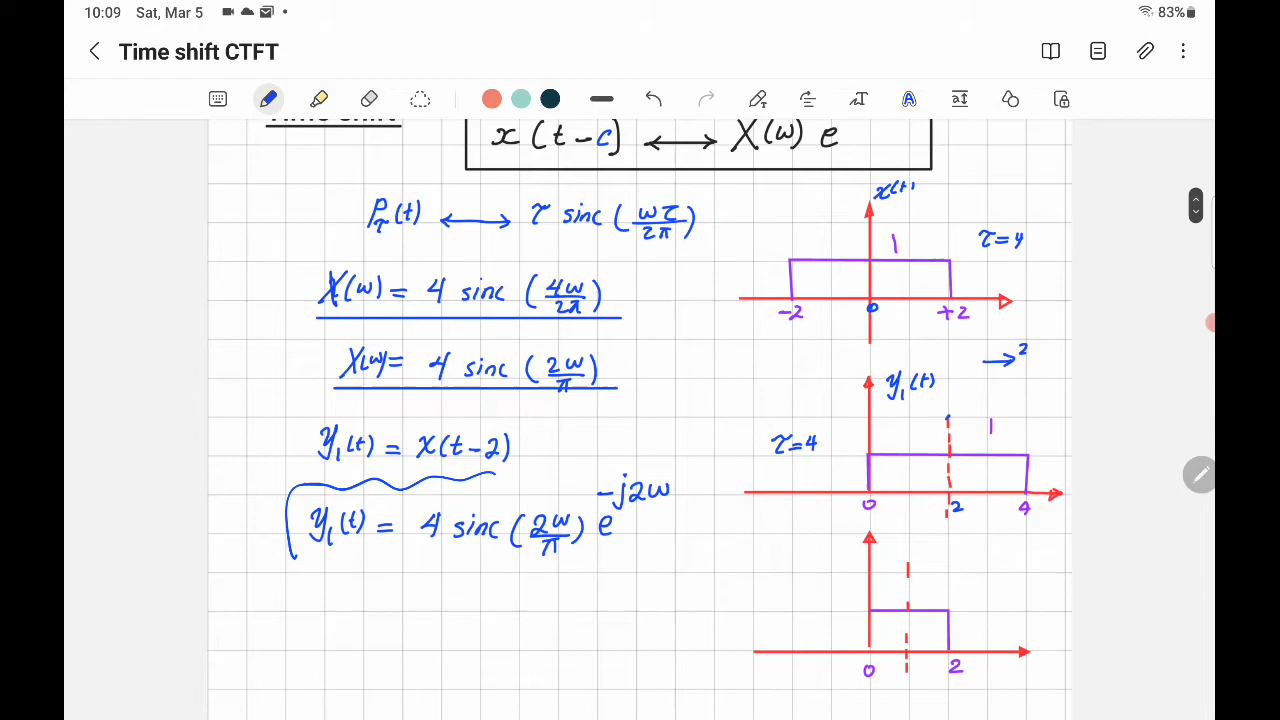 10:09 Sat, Mar 5 83%
Time shift CTFT
Time shift
x(t-c) ⟷ X(ω) e
p_τ(t) ⟷ τ sinc(ωτ/2π)
X(ω) = 4 sinc(4ω/2π)
X(ω) = 4 sinc(2ω/π)
y₁(t) = x(t-2)
y₁(t) = 4 sinc(2ω/π) e^(-j2ω)
x(t)
1
τ=4
-2 0 +2
→ 2
y₁(t)
1
τ=4
0 2 4
0 2